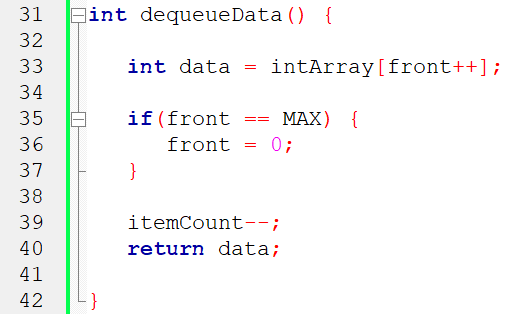 31 int dequeueData() {
32
33 int data = intArray[front++];
34
35 if(front == MAX) {
36 front = 0;
37 }
38
39 itemCount--;
40 return data;
41
42 }